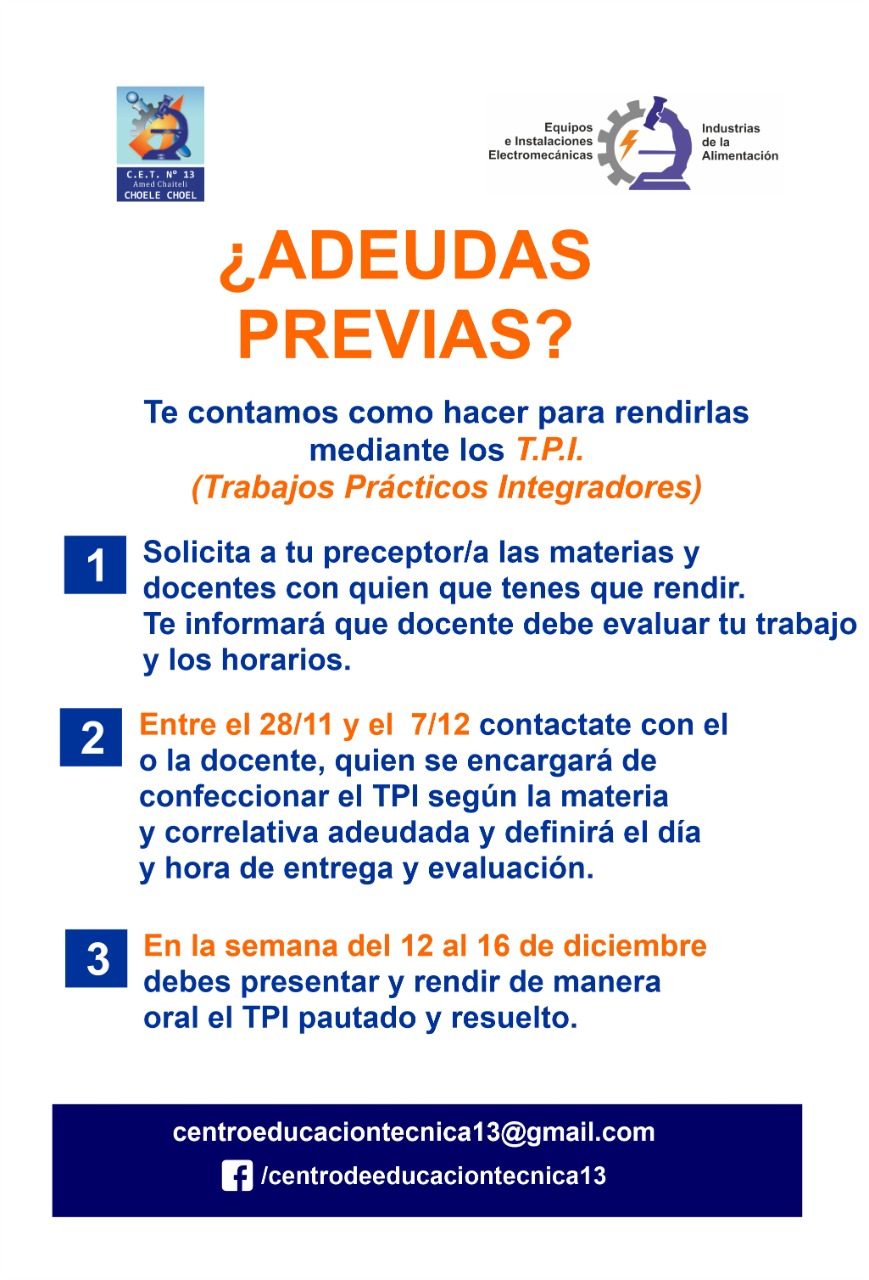 C.E.T. Nº 13
Amed Chaiteli
CHOELE CHOEL
Equipos
e Instalaciones
Electromecánicas
Industrias
de la
Alimentación
¿ADEUDAS
PREVIAS?
Te contamos como hacer para rendirlas
mediante los T.P.I.
(Trabajos Prácticos Integradores)
1
Solicita a tu preceptor/a las materias y
docentes con quien que tenes que rendir.
Te informará que docente debe evaluar tu trabajo
y los horarios.
2
Entre el 28/11 y el 7/12 contactate con el
o la docente, quien se encargará de
confeccionar el TPI según la materia
y correlativa adeudada y definirá el día
y hora de entrega y evaluación.
3
En la semana del 12 al 16 de diciembre
debes presentar y rendir de manera
oral el TPI pautado y resuelto.
centroeducaciontecnica13@gmail.com
/centrodeeducaciontecnica13